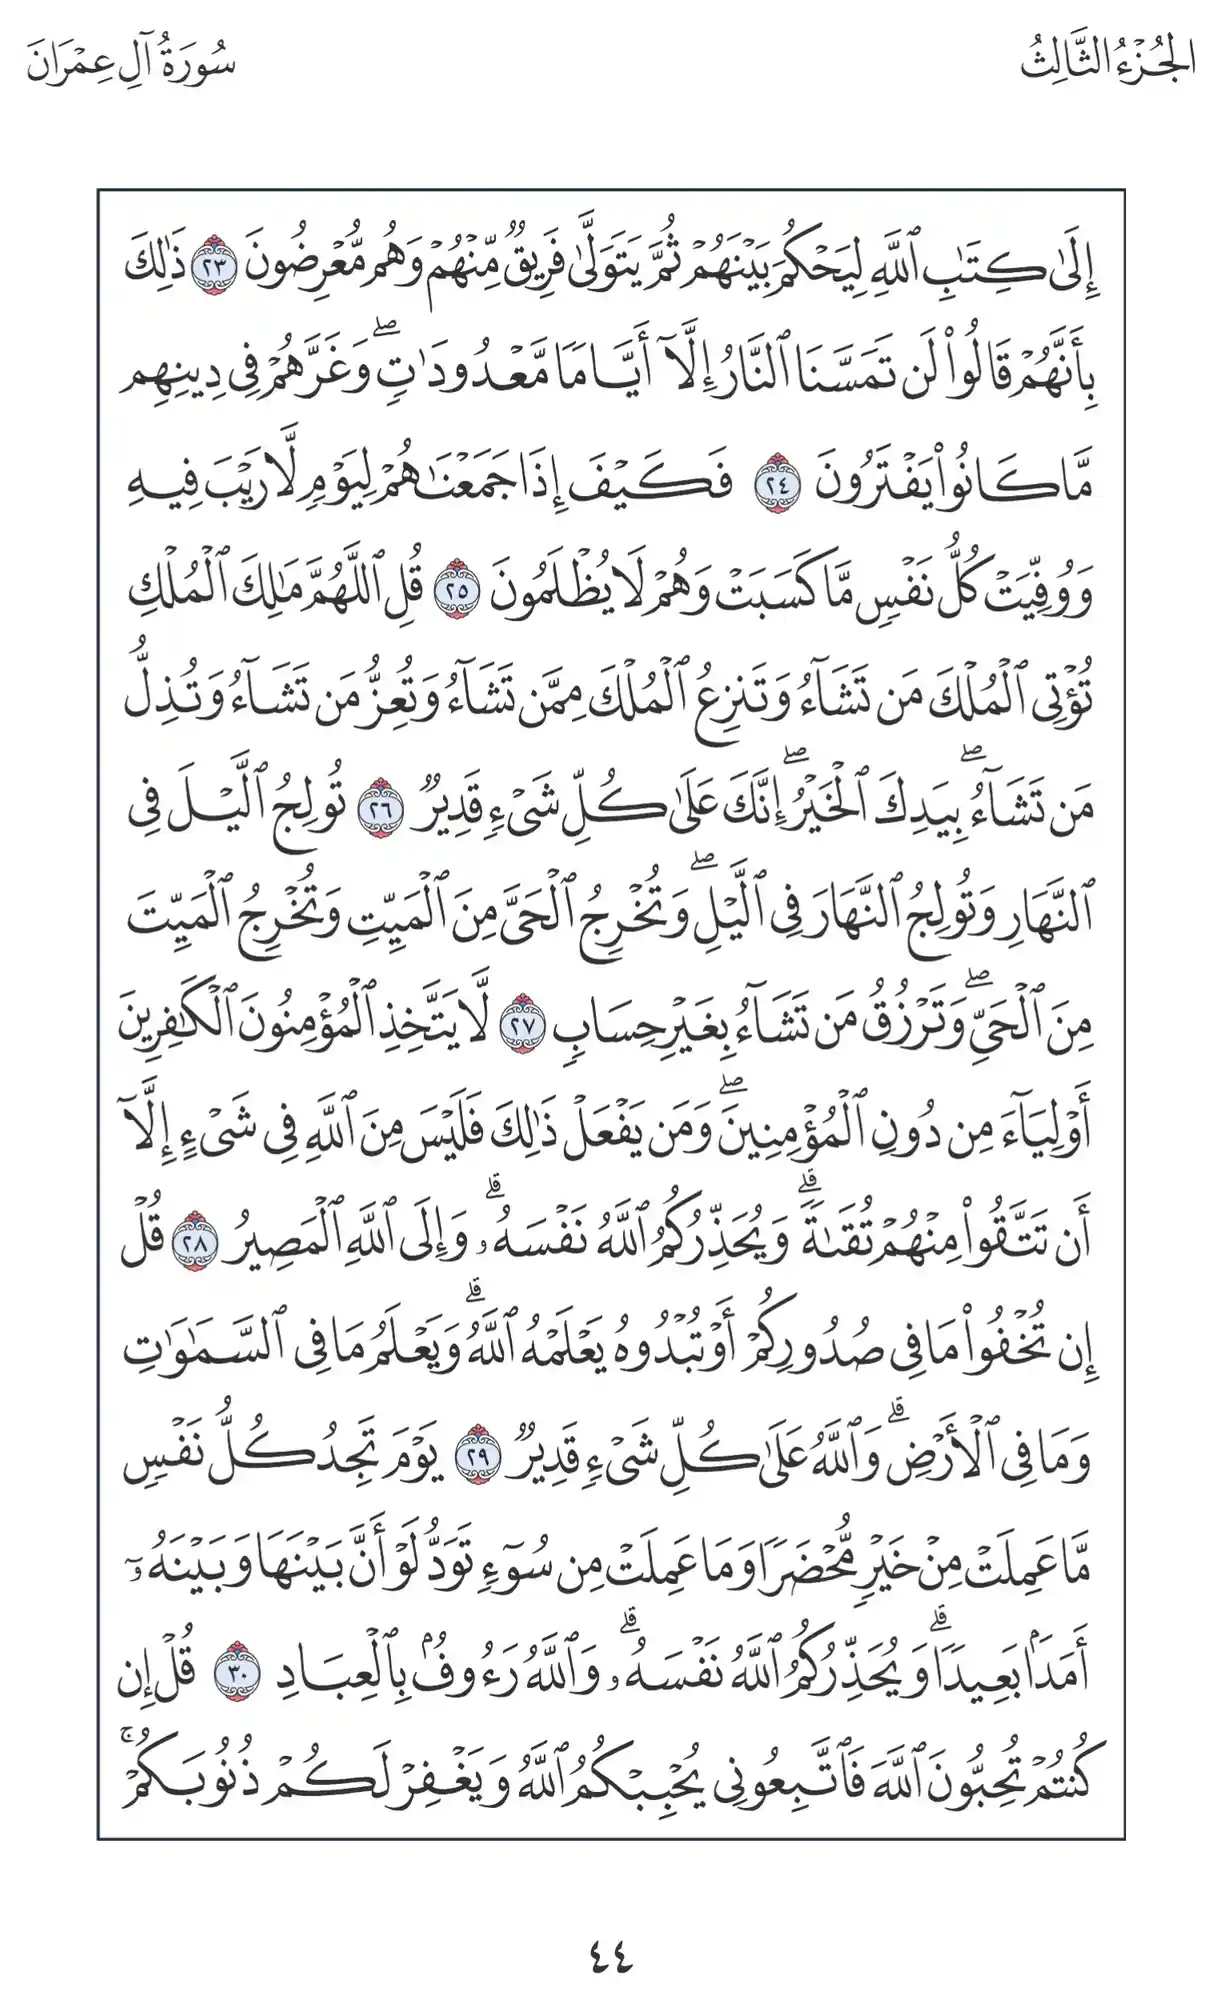 الجُزْءُ الثَّالِثُ
سُورَةُ آلِ عِمْرَانَ
إِلَىٰ كِتَٰبِ ٱللَّهِ لِيَحْكُمَ بَيْنَهُمْ ثُمَّ يَتَوَلَّىٰ فَرِيقٌ مِّنْهُمْ وَهُم مُّعْرِضُونَ ٢٣ ذَٰلِكَ
بِأَنَّهُمْ قَالُوا۟ لَن تَمَسَّنَا ٱلنَّارُ إِلَّآ أَيَّامًا مَّعْدُودَٰتٍ ۖ وَغَرَّهُمْ فِى دِينِهِم
مَّا كَانُوا۟ يَفْتَرُونَ ٢٤ فَكَيْفَ إِذَا جَمَعْنَٰهُمْ لِيَوْمٍ لَّا رَيْبَ فِيهِ
وَوُفِّيَتْ كُلُّ نَفْسٍ مَّا كَسَبَتْ وَهُمْ لَا يُظْلَمُونَ ٢٥ قُلِ ٱللَّهُمَّ مَٰلِكَ ٱلْمُلْكِ
تُؤْتِى ٱلْمُلْكَ مَن تَشَآءُ وَتَنزِعُ ٱلْمُلْكَ مِمَّن تَشَآءُ وَتُعِزُّ مَن تَشَآءُ وَتُذِلُّ
مَن تَشَآءُ ۖ بِيَدِكَ ٱلْخَيْرُ ۖ إِنَّكَ عَلَىٰ كُلِّ شَىْءٍ قَدِيرٌ ٢٦ تُولِجُ ٱلَّيْلَ فِى
ٱلنَّهَارِ وَتُولِجُ ٱلنَّهَارَ فِى ٱلَّيْلِ ۖ وَتُخْرِجُ ٱلْحَىَّ مِنَ ٱلْمَيِّتِ وَتُخْرِجُ ٱلْمَيِّتَ
مِنَ ٱلْحَىِّ ۖ وَتَرْزُقُ مَن تَشَآءُ بِغَيْرِ حِسَابٍ ٢٧ لَّا يَتَّخِذِ ٱلْمُؤْمِنُونَ ٱلْكَٰفِرِينَ
أَوْلِيَآءَ مِن دُونِ ٱلْمُؤْمِنِينَ ۖ وَمَن يَفْعَلْ ذَٰلِكَ فَلَيْسَ مِنَ ٱللَّهِ فِى شَىْءٍ إِلَّآ
أَن تَتَّقُوا۟ مِنْهُمْ تُقَىٰةً ۗ وَيُحَذِّرُكُمُ ٱللَّهُ نَفْسَهُۥ ۗ وَإِلَى ٱللَّهِ ٱلْمَصِيرُ ٢٨ قُلْ
إِن تُخْفُوا۟ مَا فِى صُدُورِكُمْ أَوْ تُبْدُوهُ يَعْلَمْهُ ٱللَّهُ ۗ وَيَعْلَمُ مَا فِى ٱلسَّمَٰوَٰتِ
وَمَا فِى ٱلْأَرْضِ ۗ وَٱللَّهُ عَلَىٰ كُلِّ شَىْءٍ قَدِيرٌ ٢٩ يَوْمَ تَجِدُ كُلُّ نَفْسٍ
مَّا عَمِلَتْ مِنْ خَيْرٍ مُّحْضَرًا وَمَا عَمِلَتْ مِن سُوٓءٍ تَوَدُّ لَوْ أَنَّ بَيْنَهَا وَبَيْنَهُۥٓ
أَمَدًۢا بَعِيدًا ۗ وَيُحَذِّرُكُمُ ٱللَّهُ نَفْسَهُۥ ۗ وَٱللَّهُ رَءُوفٌۢ بِٱلْعِبَادِ ٣٠ قُلْ إِن
كُنتُمْ تُحِبُّونَ ٱللَّهَ فَٱتَّبِعُونِى يُحْبِبْكُمُ ٱللَّهُ وَيَغْفِرْ لَكُمْ ذُنُوبَكُمْ ۚ
٤٤